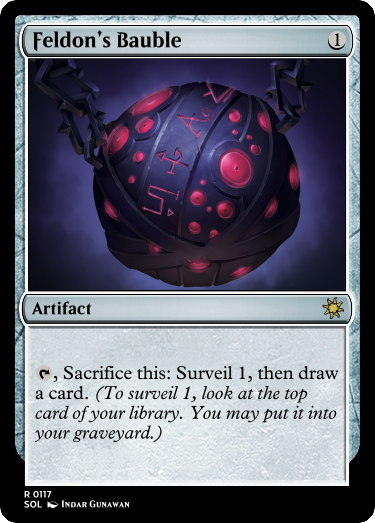 Feldon's Bauble 1
Artifact
, Sacrifice this: Surveil 1, then draw
a card. (To surveil 1, look at the top
card of your library. You may put it into
your graveyard.)
R 0117
SOL Indar Gunawan